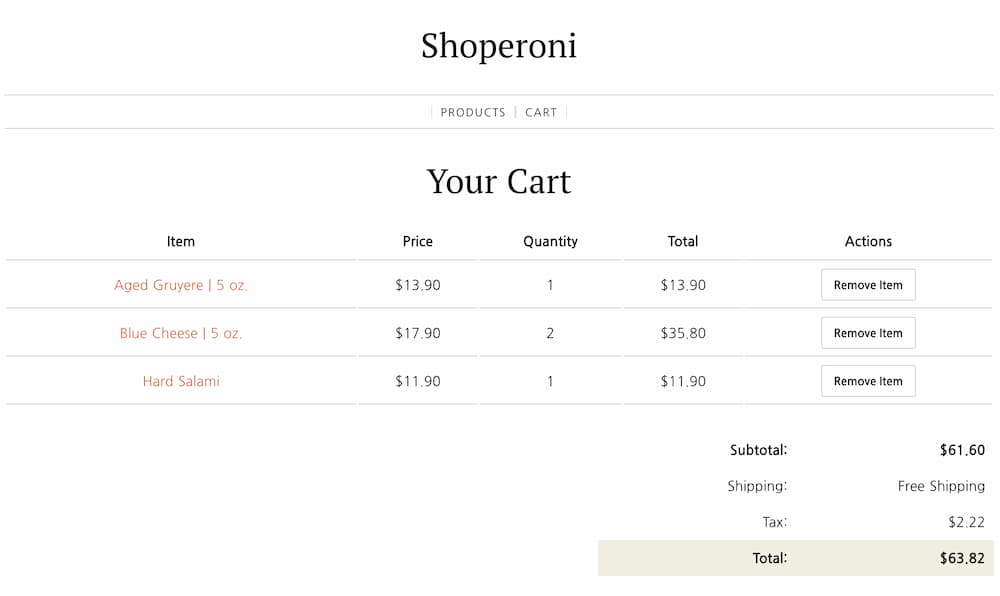 Shoperoni
PRODUCTS | CART
Your Cart
Item Price Quantity Total Actions
Aged Gruyere | 5 oz. $13.90 1 $13.90 Remove Item
Blue Cheese | 5 oz. $17.90 2 $35.80 Remove Item
Hard Salami $11.90 1 $11.90 Remove Item
Subtotal: $61.60
Shipping: Free Shipping
Tax: $2.22
Total: $63.82